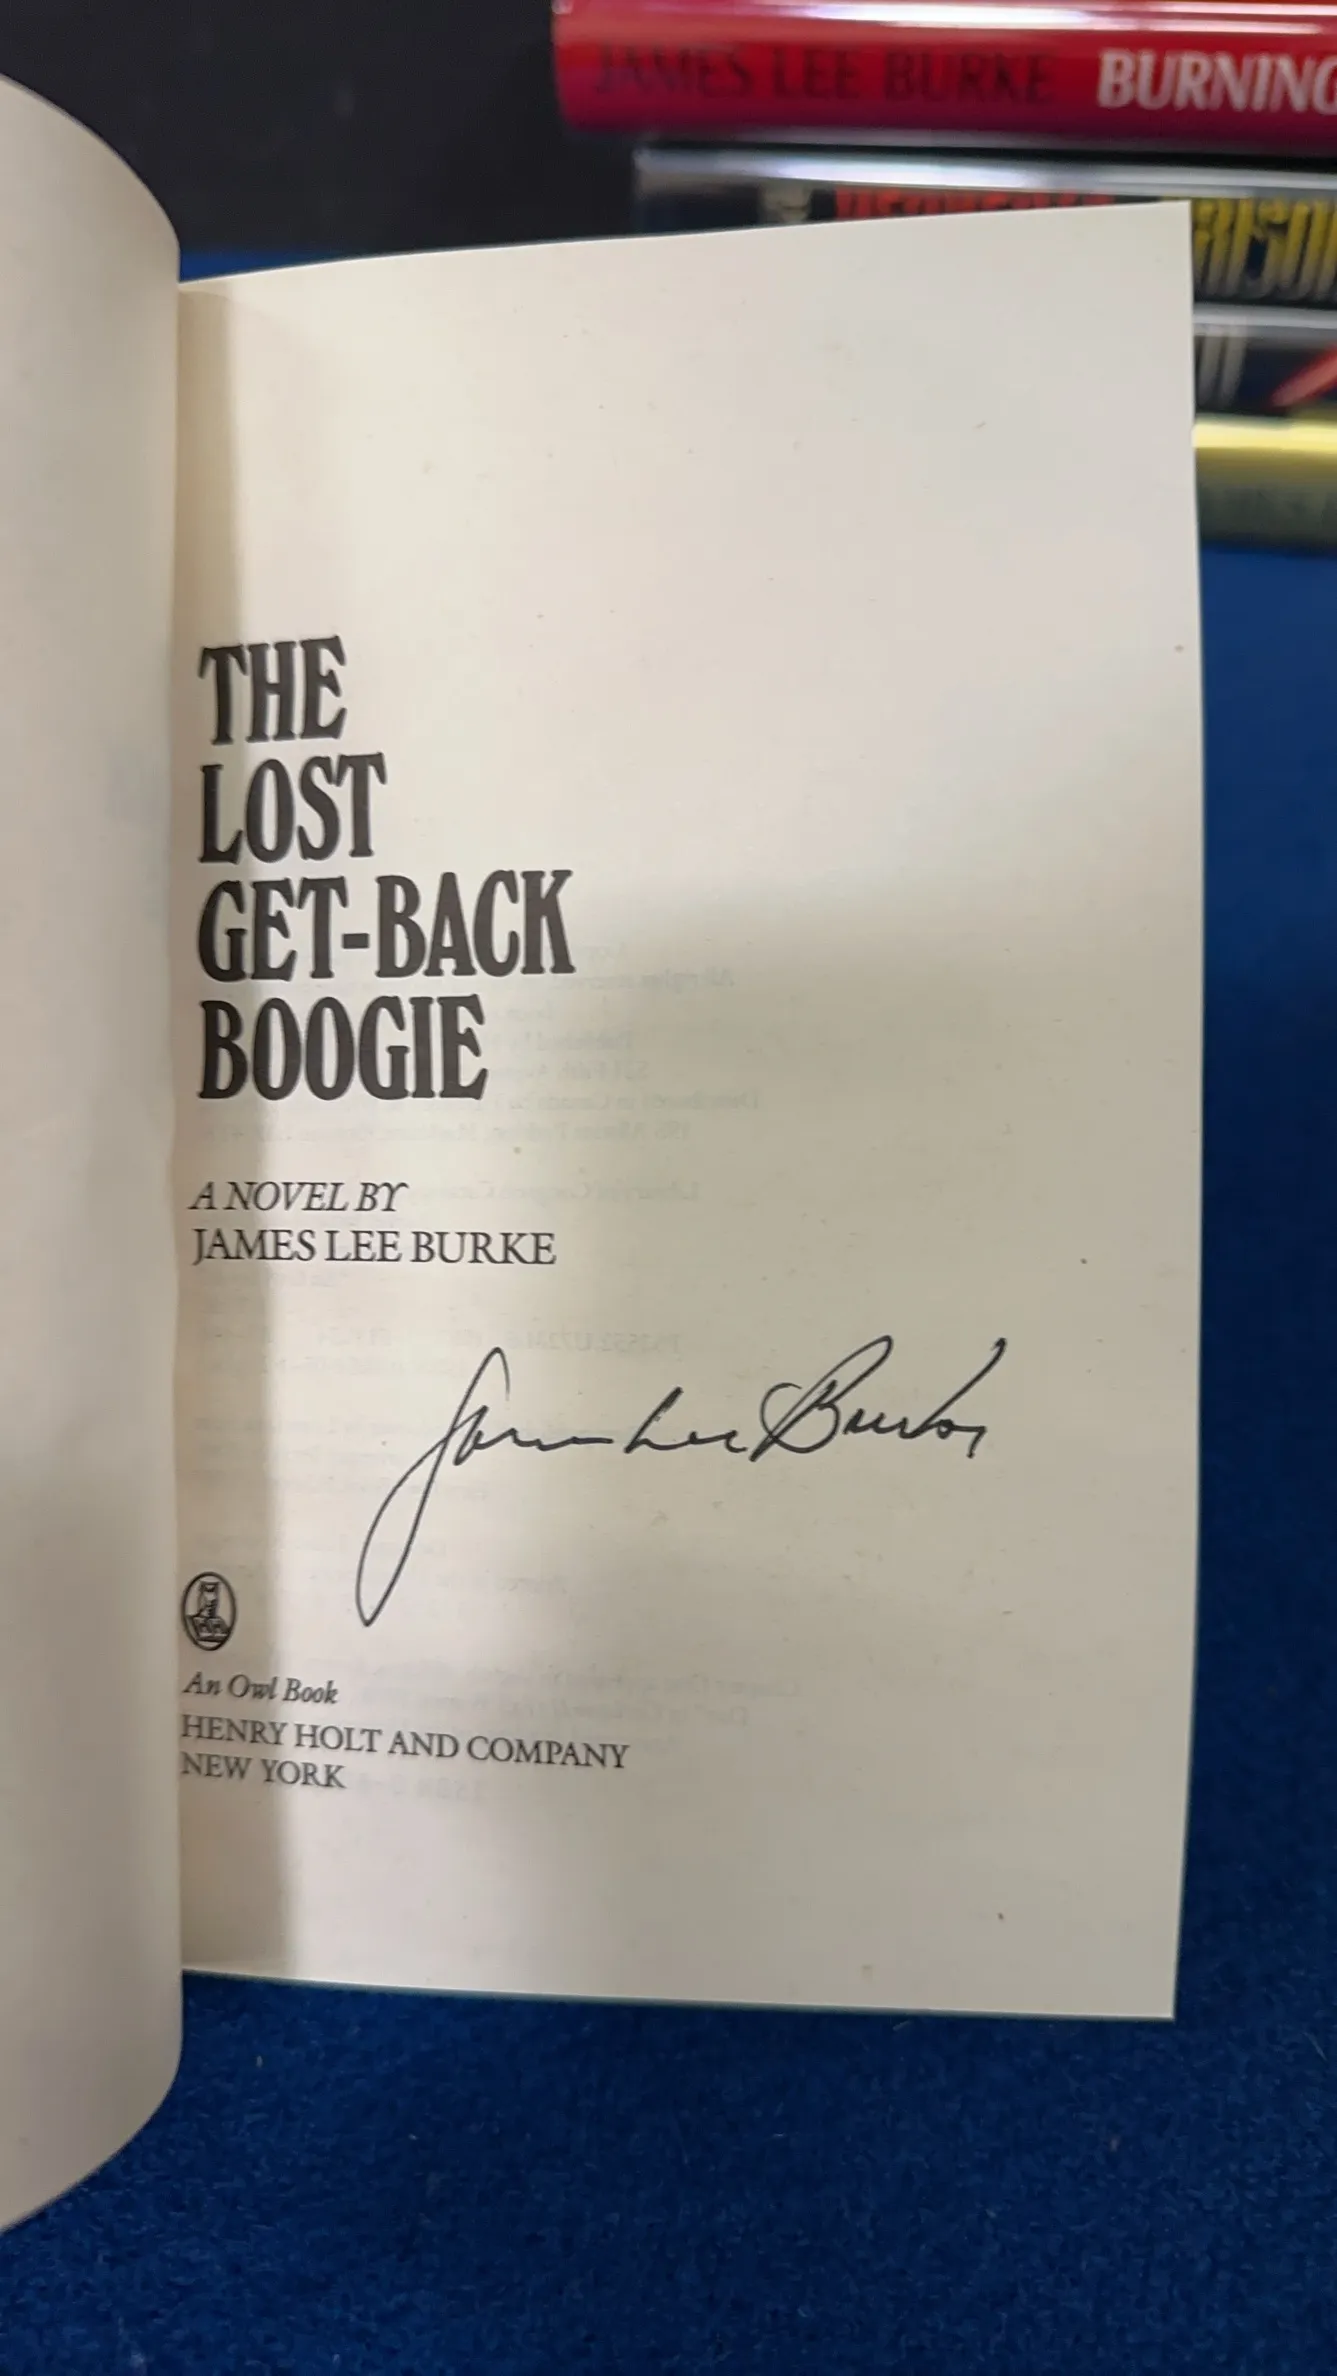 JAMES LEE BURKE BURNING
THE
LOST
GET-BACK
BOOGIE
A NOVEL BY
JAMES LEE BURKE
James Lee Burke
An Owl Book
HENRY HOLT AND COMPANY
NEW YORK